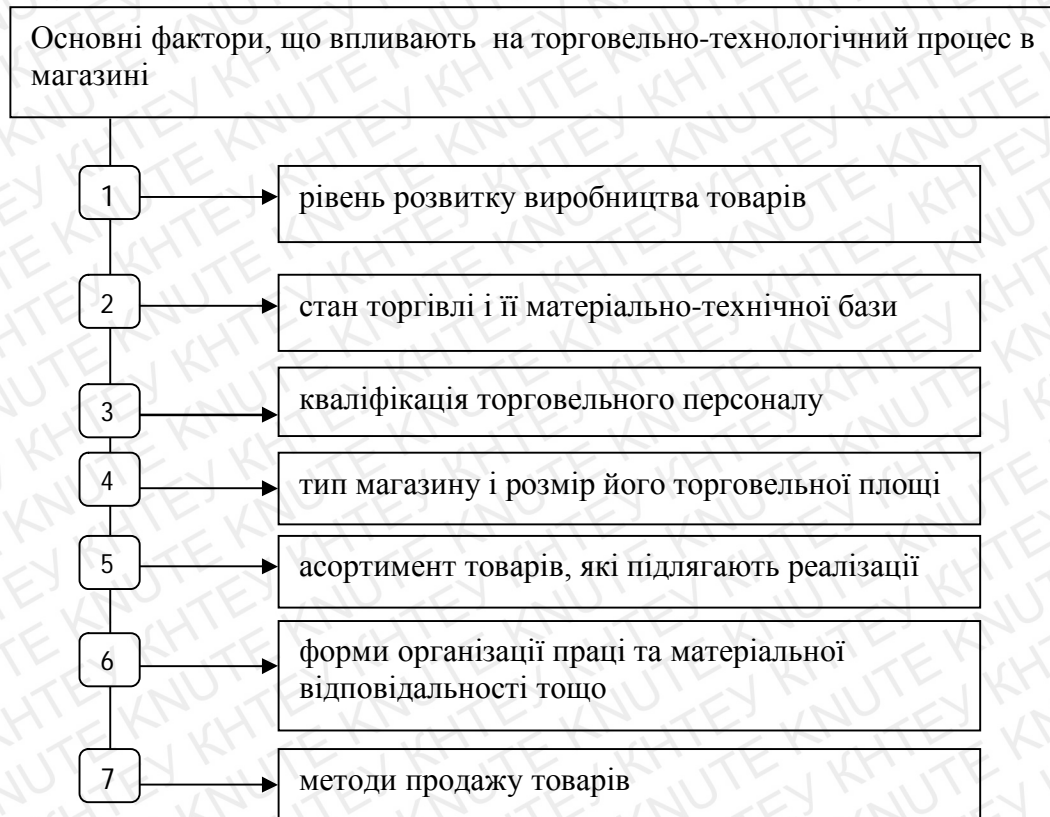 Основні фактори, що впливають на торговельно-технологічний процес в
магазині
1
рівень розвитку виробництва товарів
2
стан торгівлі і її матеріально-технічної бази
3
кваліфікація торговельного персоналу
4
тип магазину і розмір його торговельної площі
5
асортимент товарів, які підлягають реалізації
6
форми організації праці та матеріальної
відповідальності тощо
7
методи продажу товарів